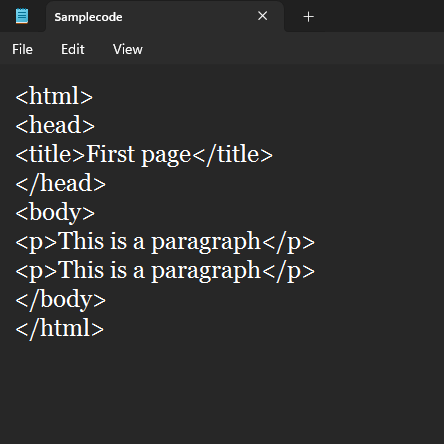 Samplecode
File Edit View
<html>
<head>
<title>First page</title>
</head>
<body>
<p>This is a paragraph</p>
<p>This is a paragraph</p>
</body>
</html>